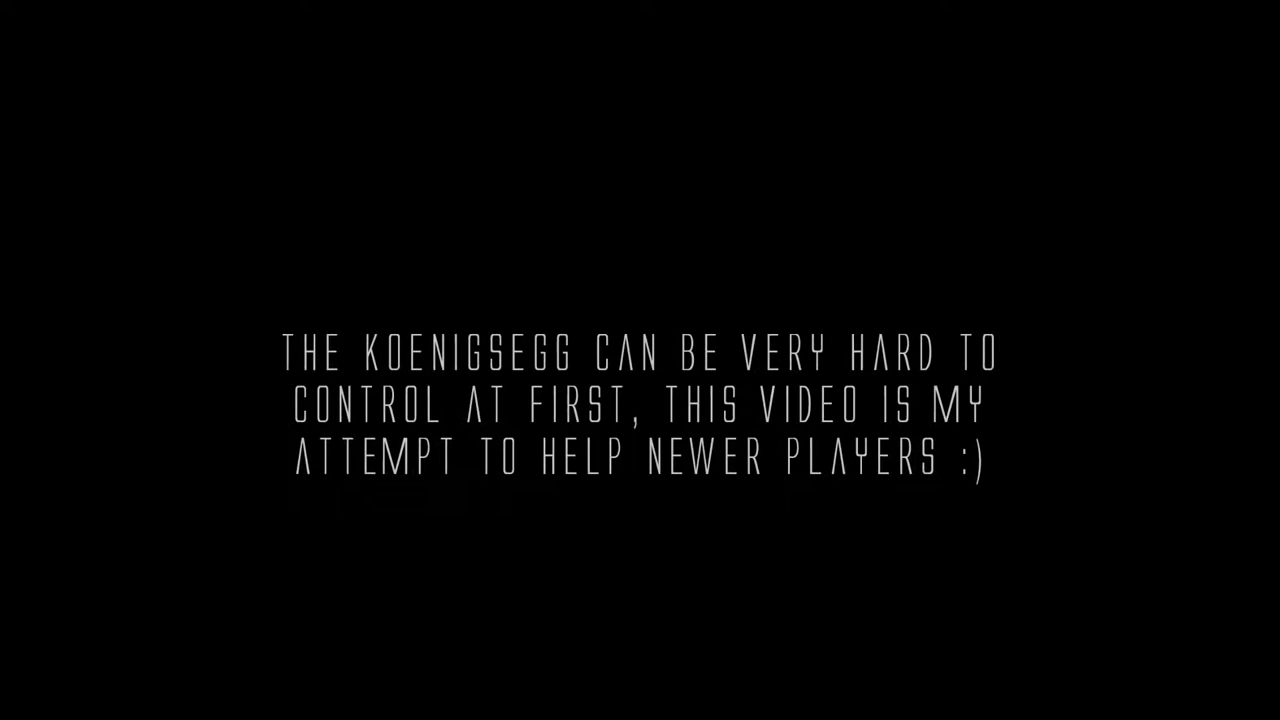 THE KOENIGSEGG CAN BE VERY HARD TO
CONTROL AT FIRST, THIS VIDEO IS MY
ATTEMPT TO HELP NEWER PLAYERS :)